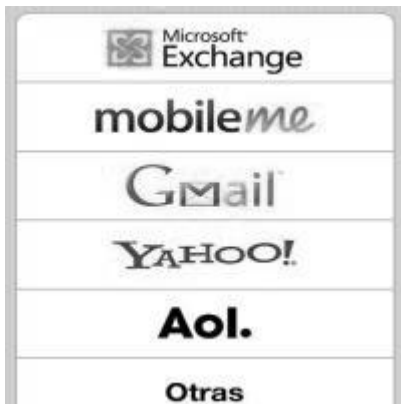 Microsoft
Exchange
mobileme
Gmail
YAHOO!
Aol.
Otras